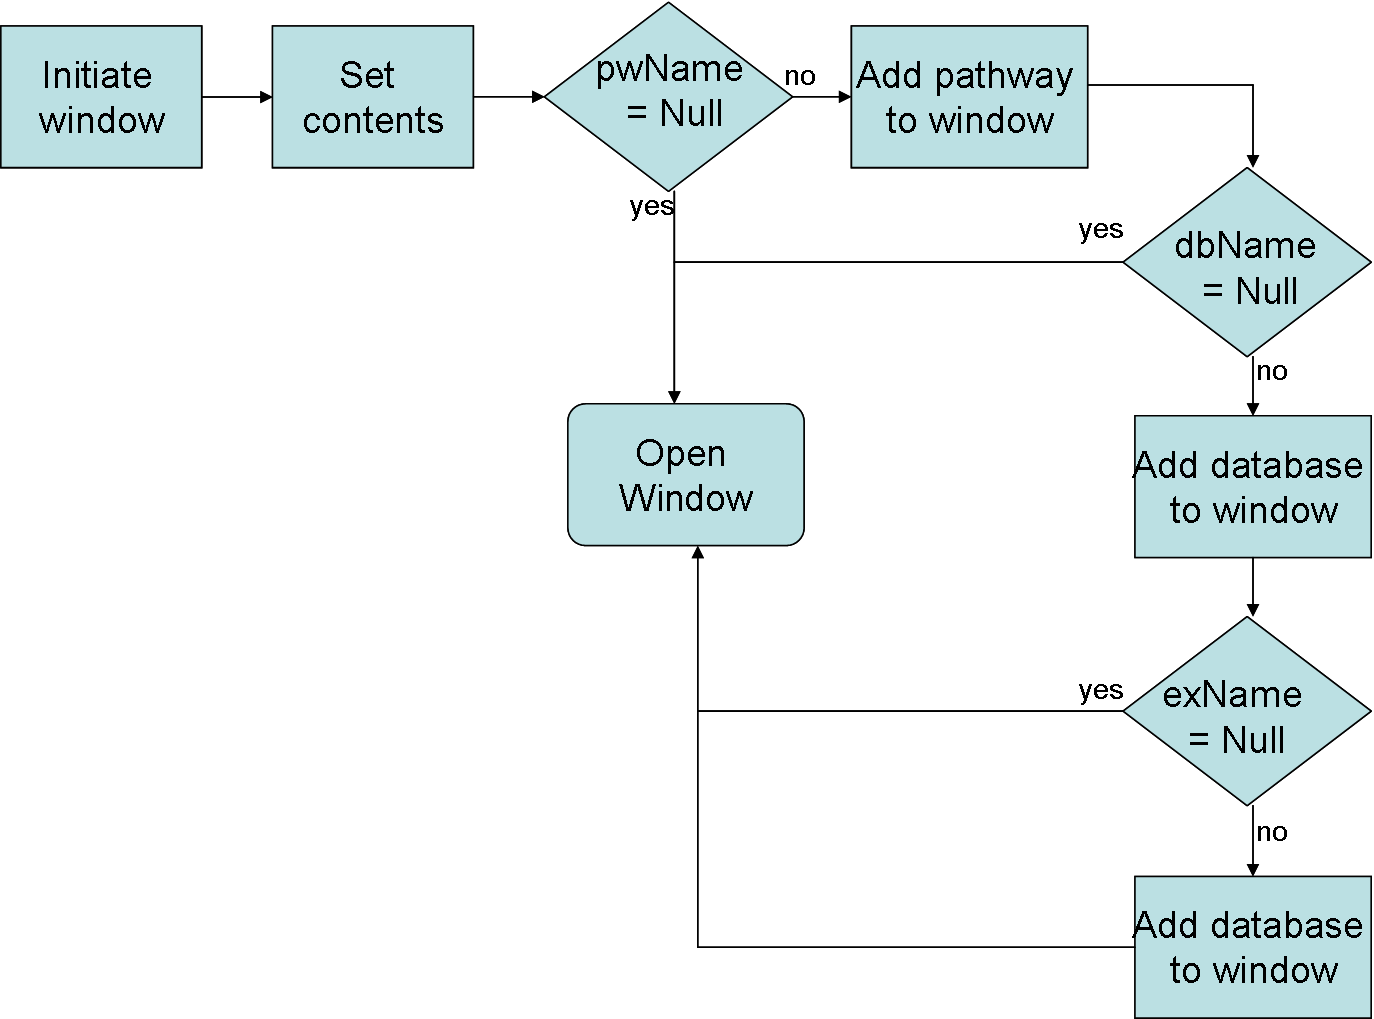 Initiate
window
Set
contents
pwName
= Null
no
Add pathway
to window
yes
yes
dbName
= Null
no
Open
Window
Add database
to window
yes
exName
= Null
no
Add database
to window